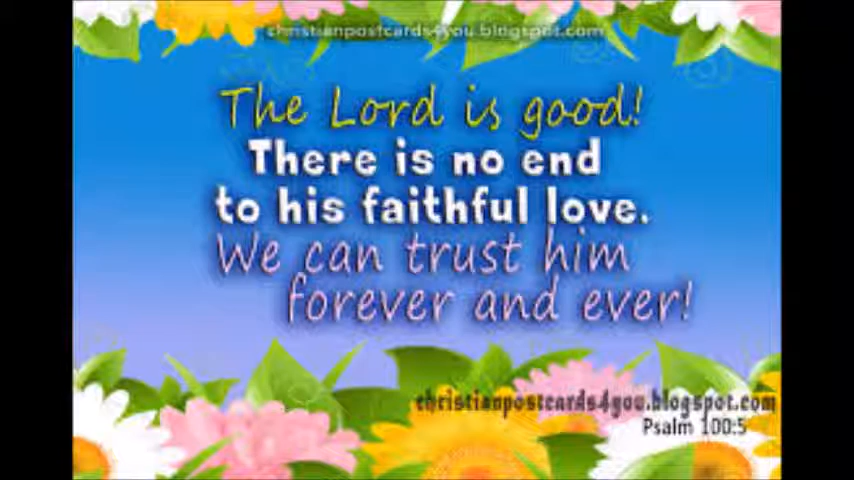 christianpostcards4you.blogspot.com
The Lord is good!
There is no end
to his faithful love.
We can trust him
forever and ever!
christianpostcards4you.blogspot.com
Psalm 100:5